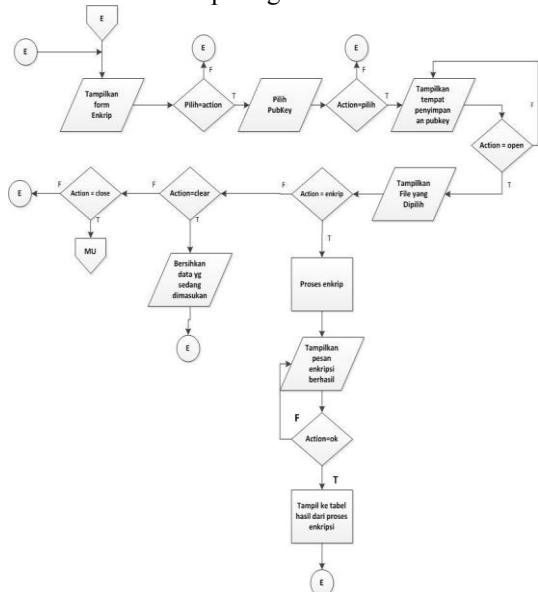 E
E
E
E
Tampilkan
form
Enkrip
F
Pilih=action
T
Pilih
PubKey
F
Action=pilih
T
Tampilkan
tempat
penyimpan
an pubkey
Action = open
T
Tampilkan
File yang
Dipilih
Action = enkrip
F
Action=clear
F
Action = close
F
E
T
MU
T
Bersihkan
data yg
sedang
dimasukan
E
T
Proses enkrip
Tampilkan
pesan
enkripsi
berhasil
F
Action=ok
T
Tampil ke tabel
hasil dari proses
enkripsi
E